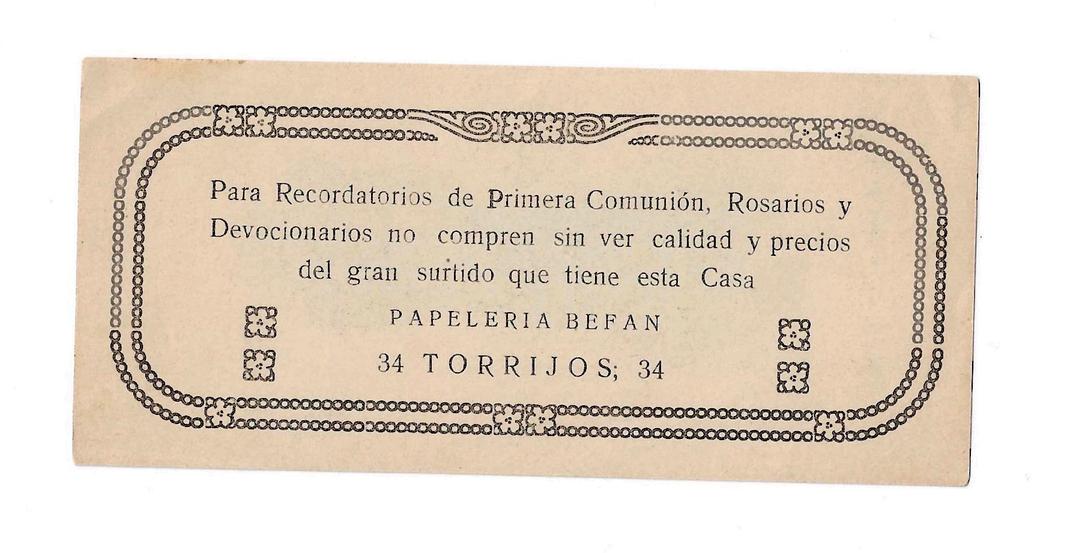 Para Recordatorios de Primera Comunión, Rosarios y
Devocionarios no compren sin ver calidad y precios
del gran surtido que tiene esta Casa
PAPELERIA BEFAN
34 TORRIJOS; 34